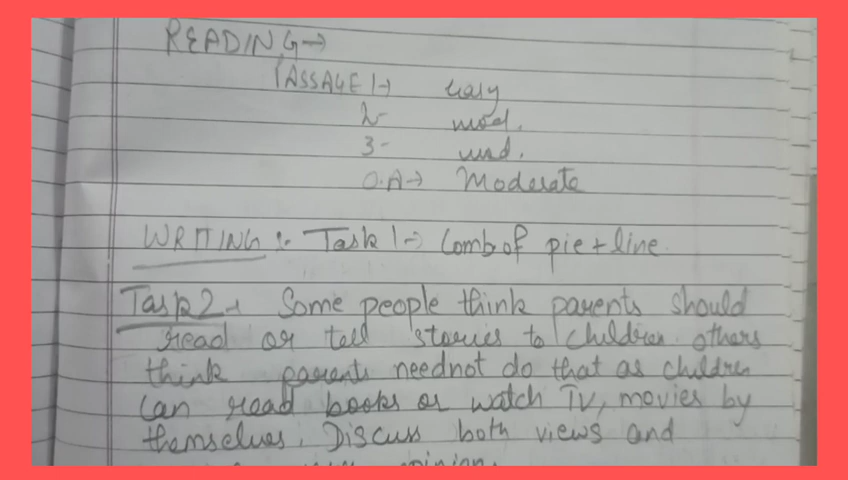 READING→
PASSAGE 1→ easy
2- mod.
3- mod.
O.A→ Moderate
WRITING :- Task 1→ Comb of pie + line.
Task 2→ Some people think parents should
read or tell stories to children. others
think parents neednot do that as children
can read books or watch TV, movies by
themselves. Discuss both views and
opinion.